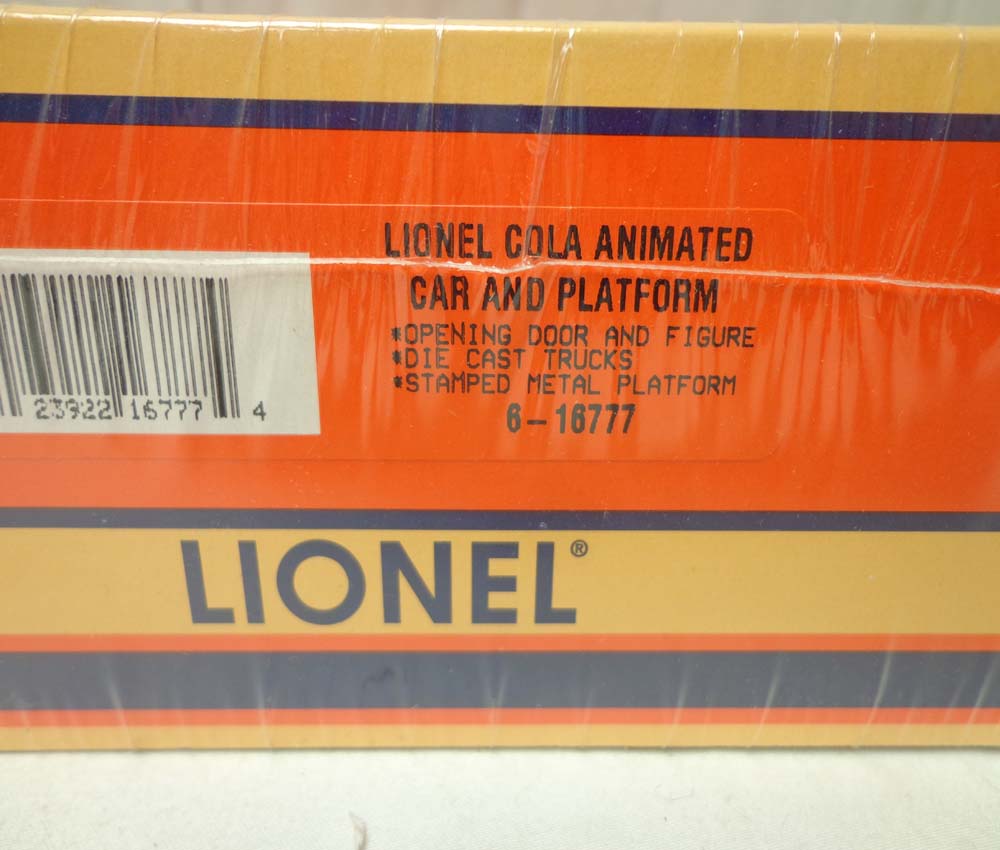 LIONEL COLA ANIMATED
CAR AND PLATFORM
*OPENING DOOR AND FIGURE
*DIE CAST TRUCKS
*STAMPED METAL PLATFORM
6-16777
23922 16777 4
LIONEL®